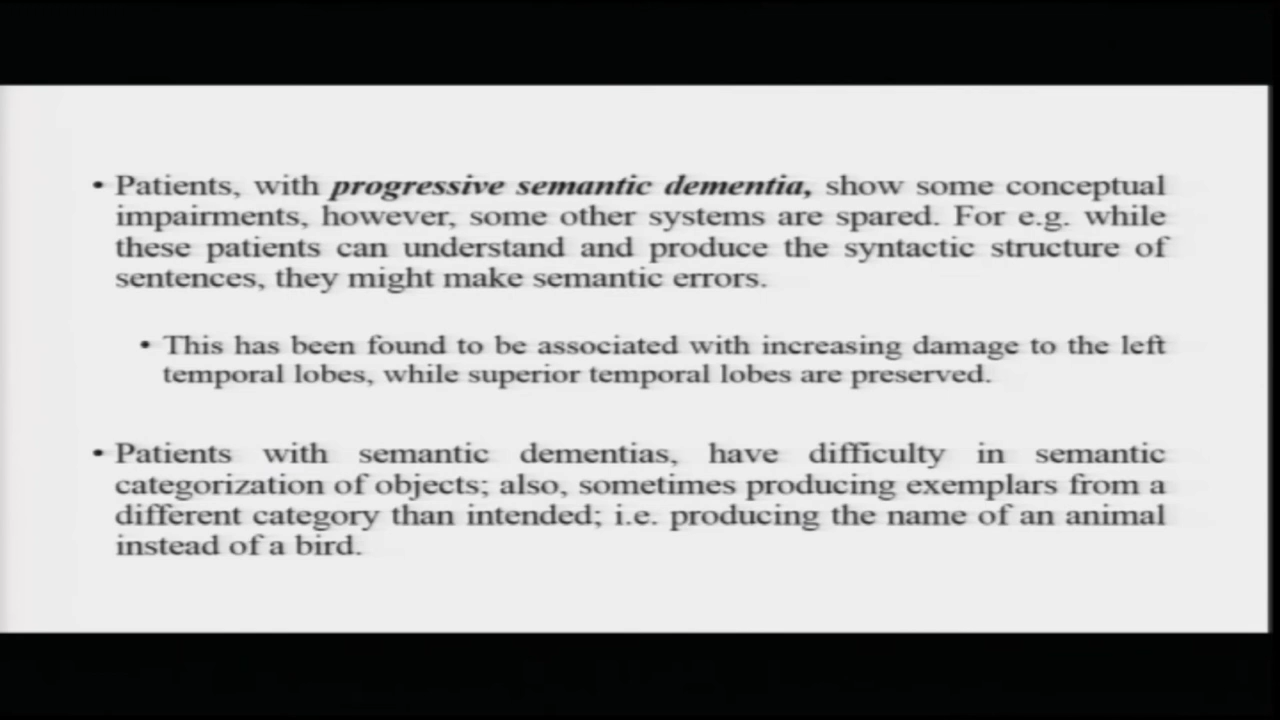 • Patients, with progressive semantic dementia, show some conceptual
impairments, however, some other systems are spared. For e.g. while
these patients can understand and produce the syntactic structure of
sentences, they might make semantic errors.
• This has been found to be associated with increasing damage to the left
temporal lobes, while superior temporal lobes are preserved.
• Patients with semantic dementias, have difficulty in semantic
categorization of objects; also, sometimes producing exemplars from a
different category than intended; i.e. producing the name of an animal
instead of a bird.